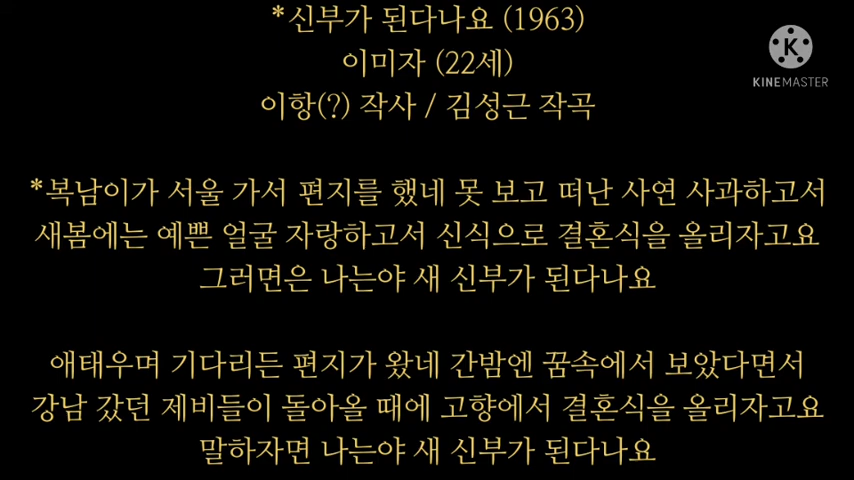 *신부가 된다나요 (1963)
이미자 (22세)
이항(?) 작사 / 김성근 작곡
K
KINEMASTER
*복남이가 서울 가서 편지를 했네 못 보고 떠난 사연 사과하고서
새봄에는 예쁜 얼굴 자랑하고서 신식으로 결혼식을 올리자고요
그러면은 나는야 새 신부가 된다나요
애태우며 기다리든 편지가 왔네 간밤엔 꿈속에서 보았다면서
강남 갔던 제비들이 돌아올 때에 고향에서 결혼식을 올리자고요
말하자면 나는야 새 신부가 된다나요